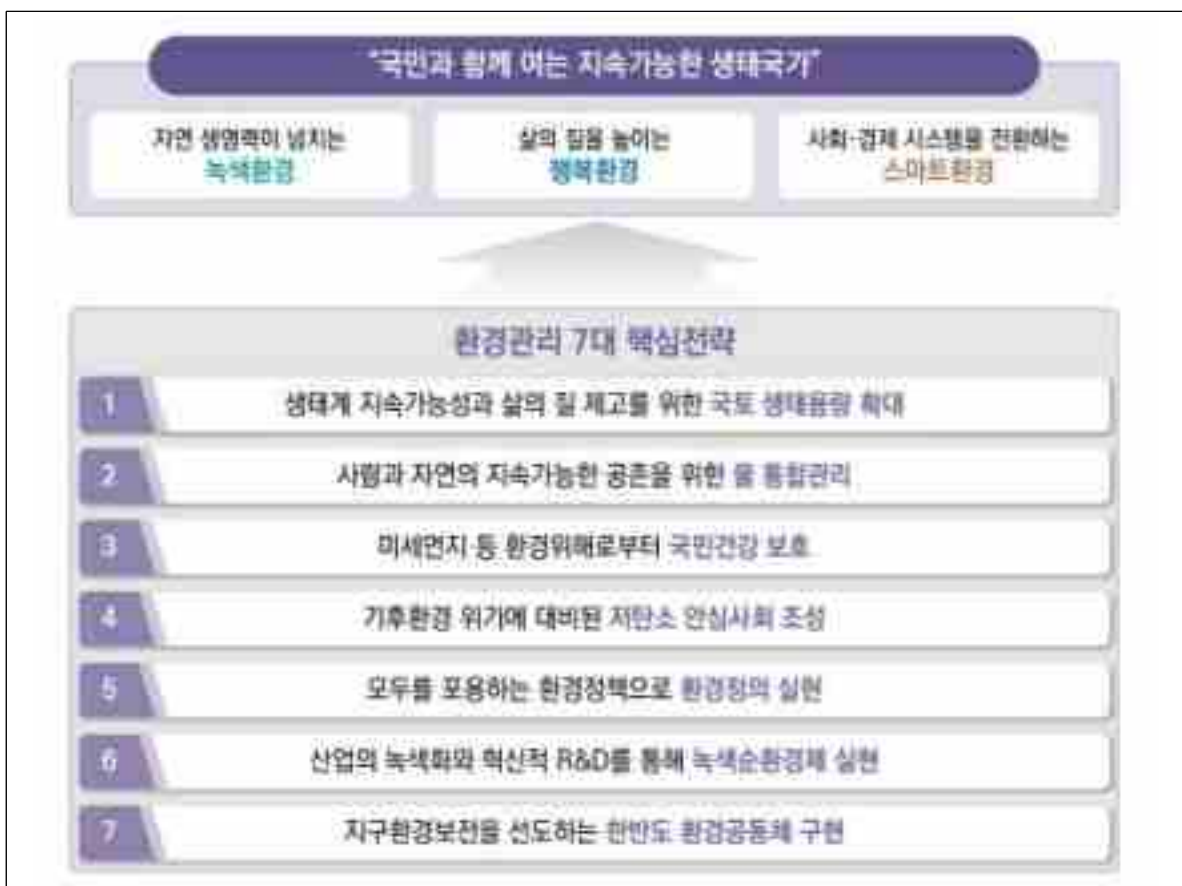 "국민과 함께 여는 지속가능한 생태국가"
자연 생명력이 넘치는
녹색환경
삶의 질을 높이는
행복환경
사회·경제 시스템을 전환하는
스마트환경
환경관리 7대 핵심전략
1
생태계 지속가능성과 삶의 질 제고를 위한 국토 생태용량 확대
2
사람과 자연의 지속가능한 공존을 위한 물 통합관리
3
미세먼지 등 환경위해로부터 국민건강 보호
4
기후환경 위기에 대비된 저탄소 안심사회 조성
5
모두를 포용하는 환경정책으로 환경정의 실현
6
산업의 녹색화와 혁신적 R&D를 통해 녹색순환경제 실현
7
지구환경보전을 선도하는 한반도 환경공동체 구현